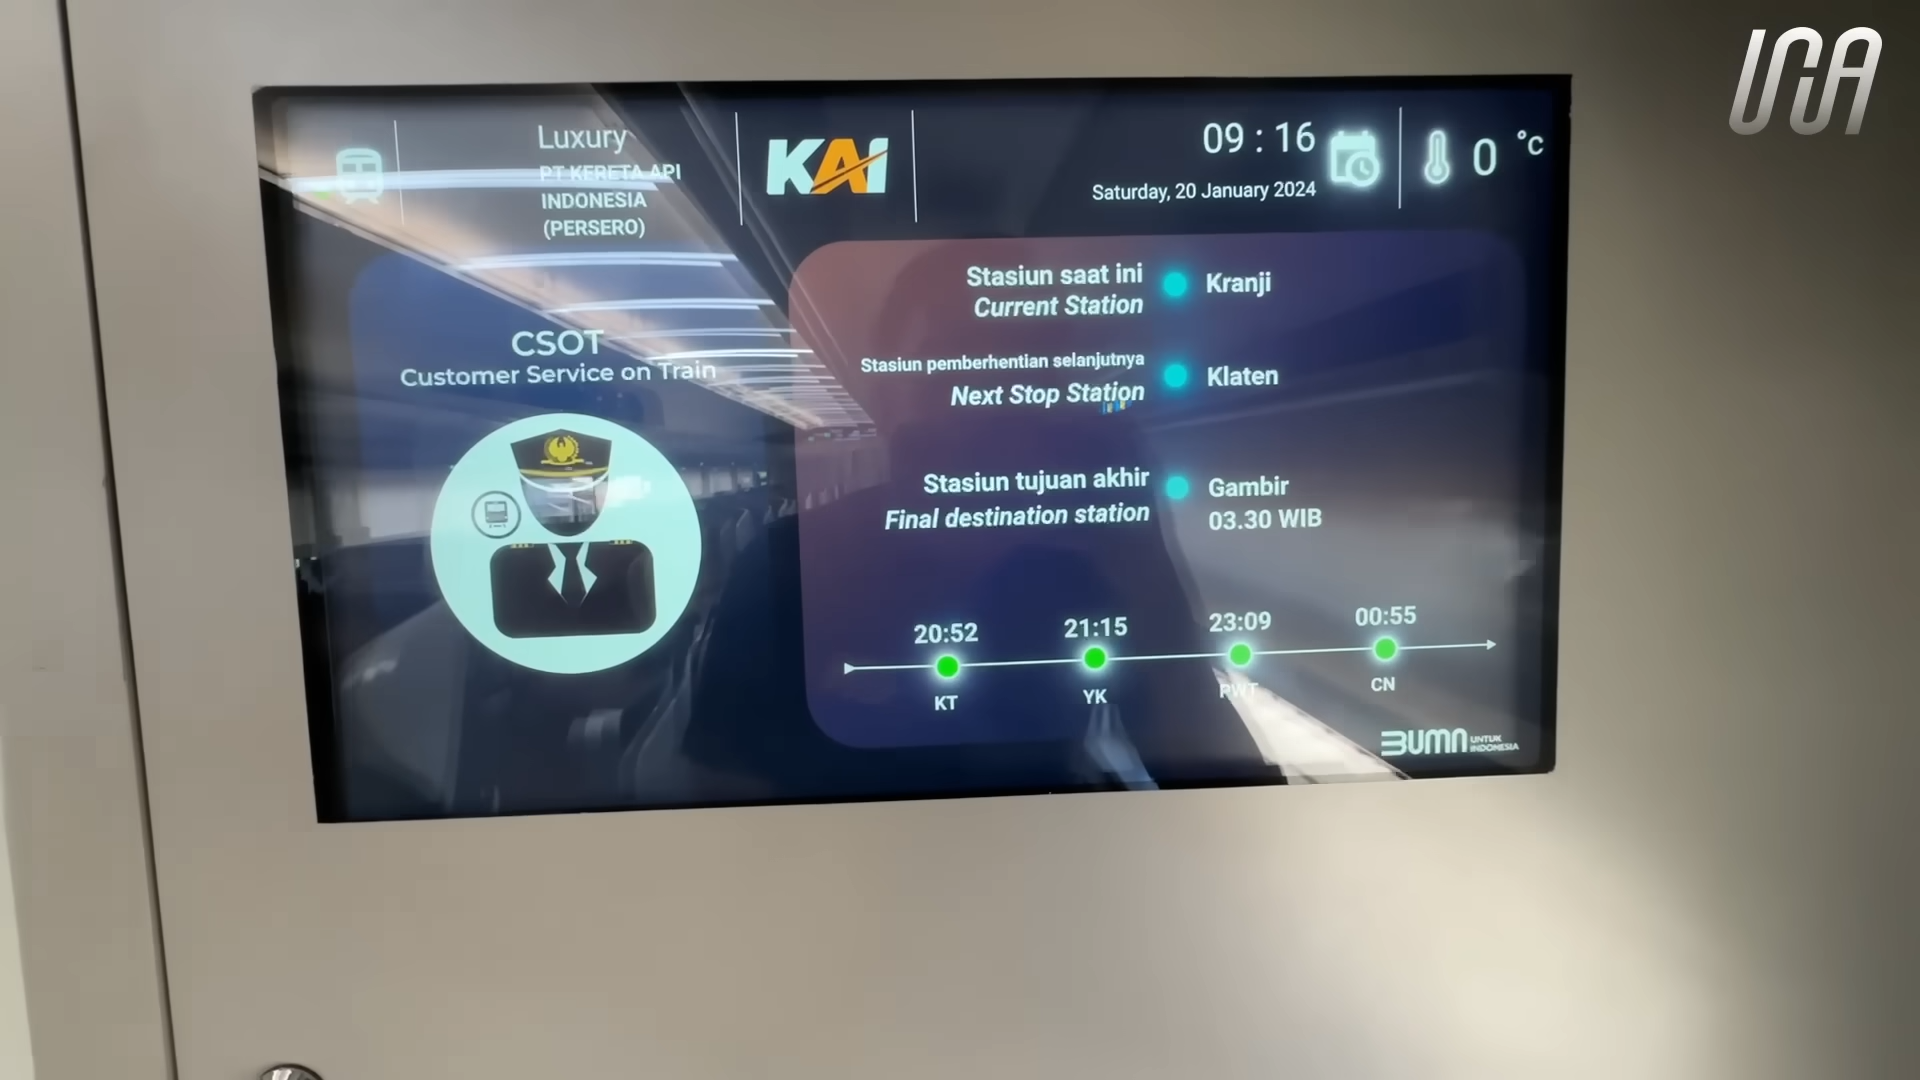 INA
Luxury
PT KERETA API
INDONESIA
(PERSERO)
KAI
09 : 16
Saturday, 20 January 2024
0 °C
CSOT
Customer Service on Train
Stasiun saat ini
Current Station
Kranji
Stasiun pemberhentian selanjutnya
Next Stop Station
Klaten
Stasiun tujuan akhir
Final destination station
Gambir
03.30 WIB
20:52 21:15 23:09 00:55
KT YK PWT CN
BUMN UNTUK
INDONESIA